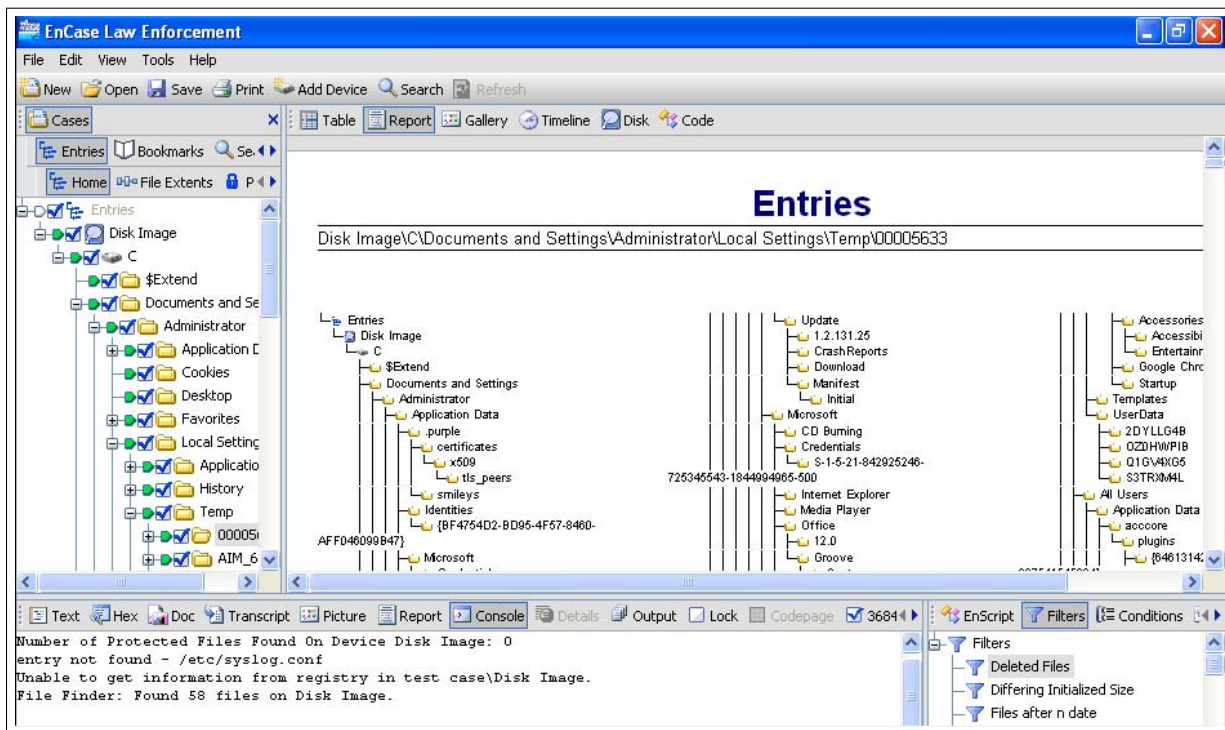 EnCase Law Enforcement
File Edit View Tools Help
New Open Save Print Add Device Search Refresh
Cases
Table Report Gallery Timeline Disk Code
Entries Bookmarks Se
Home File Extents P
Entries
Disk Image
C
$Extend
Documents and Se
Administrator
Application D
Cookies
Desktop
Favorites
Local Setting
Applicatio
History
Temp
AIM_6
Entries
Disk Image\C\Documents and Settings\Administrator\Local Settings\Temp\00005633
Entries
Disk Image
C
$Extend
Documents and Settings
Administrator
Application Data
.purple
certificates
x509
tls_peers
smileys
Identities
{BF4754D2-BD95-4F57-8460-
AFF046099B47}
Microsoft
Update
1.2.131.25
CrashReports
Download
Manifest
Initial
Microsoft
CD Burning
Credentials
S-1-5-21-842925246-
725345543-1844994965-500
Internet Explorer
Media Player
Office
12.0
Groove
Accessories
Accessibi
Entertainr
Google Chro
Startup
Templates
UserData
2DYLLG4B
OZ0HWPIB
Q1GV4XG5
S3TRXM4L
All Users
Application Data
acccore
plugins
{6461314
Text Hex Doc Transcript Picture Report Console Details Output Lock Codepage 3684
Number of Protected Files Found On Device Disk Image: 0
entry not found - /etc/syslog.conf
Unable to get information from registry in test case\Disk Image.
File Finder: Found 58 files on Disk Image.
EnScript Filters Conditions
Filters
Deleted Files
Differing Initialized Size
Files after n date